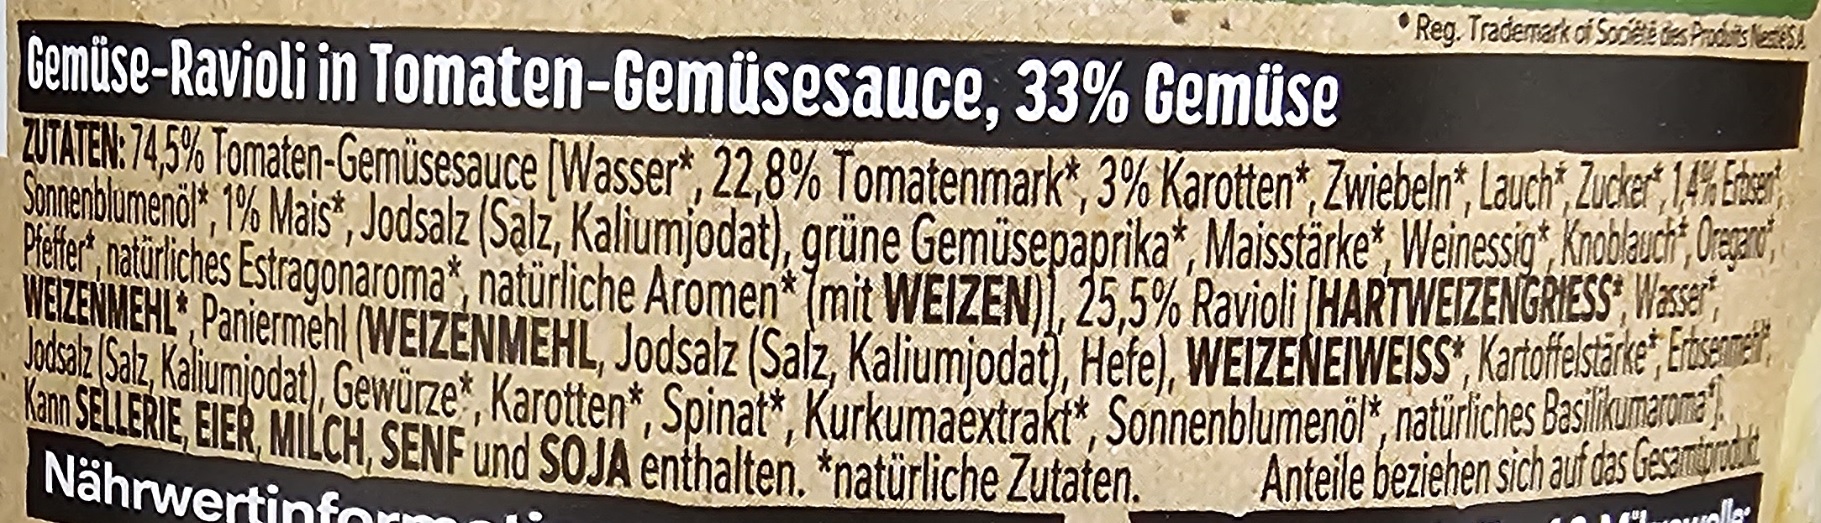 • Reg. Trademark of Société des Produits Nestlé S.A.
Gemüse-Ravioli in Tomaten-Gemüsesauce, 33% Gemüse
ZUTATEN: 74,5% Tomaten-Gemüsesauce [Wasser*, 22,8% Tomatenmark*, 3% Karotten*, Zwiebeln*, Lauch*, Zucker*, 1,4% Erbsen*,
Sonnenblumenöl*, 1% Mais*, Jodsalz (Salz, Kaliumjodat), grüne Gemüsepaprika*, Maisstärke*, Weinessig*, Knoblauch*, Oregano*,
Pfeffer*, natürliches Estragonaroma*, natürliche Aromen* (mit WEIZEN)], 25,5% Ravioli [HARTWEIZENGRIESS*, Wasser*,
WEIZENMEHL*, Paniermehl (WEIZENMEHL, Jodsalz (Salz, Kaliumjodat), Hefe), WEIZENEIWEISS*, Kartoffelstärke*, Erbsenmehl*,
Jodsalz (Salz, Kaliumjodat), Gewürze*, Karotten*, Spinat*, Kurkumaextrakt*, Sonnenblumenöl*, natürliches Basilikumaroma*].
Kann SELLERIE, EIER, MILCH, SENF und SOJA enthalten. *natürliche Zutaten. Anteile beziehen sich auf das Gesamtprodukt.